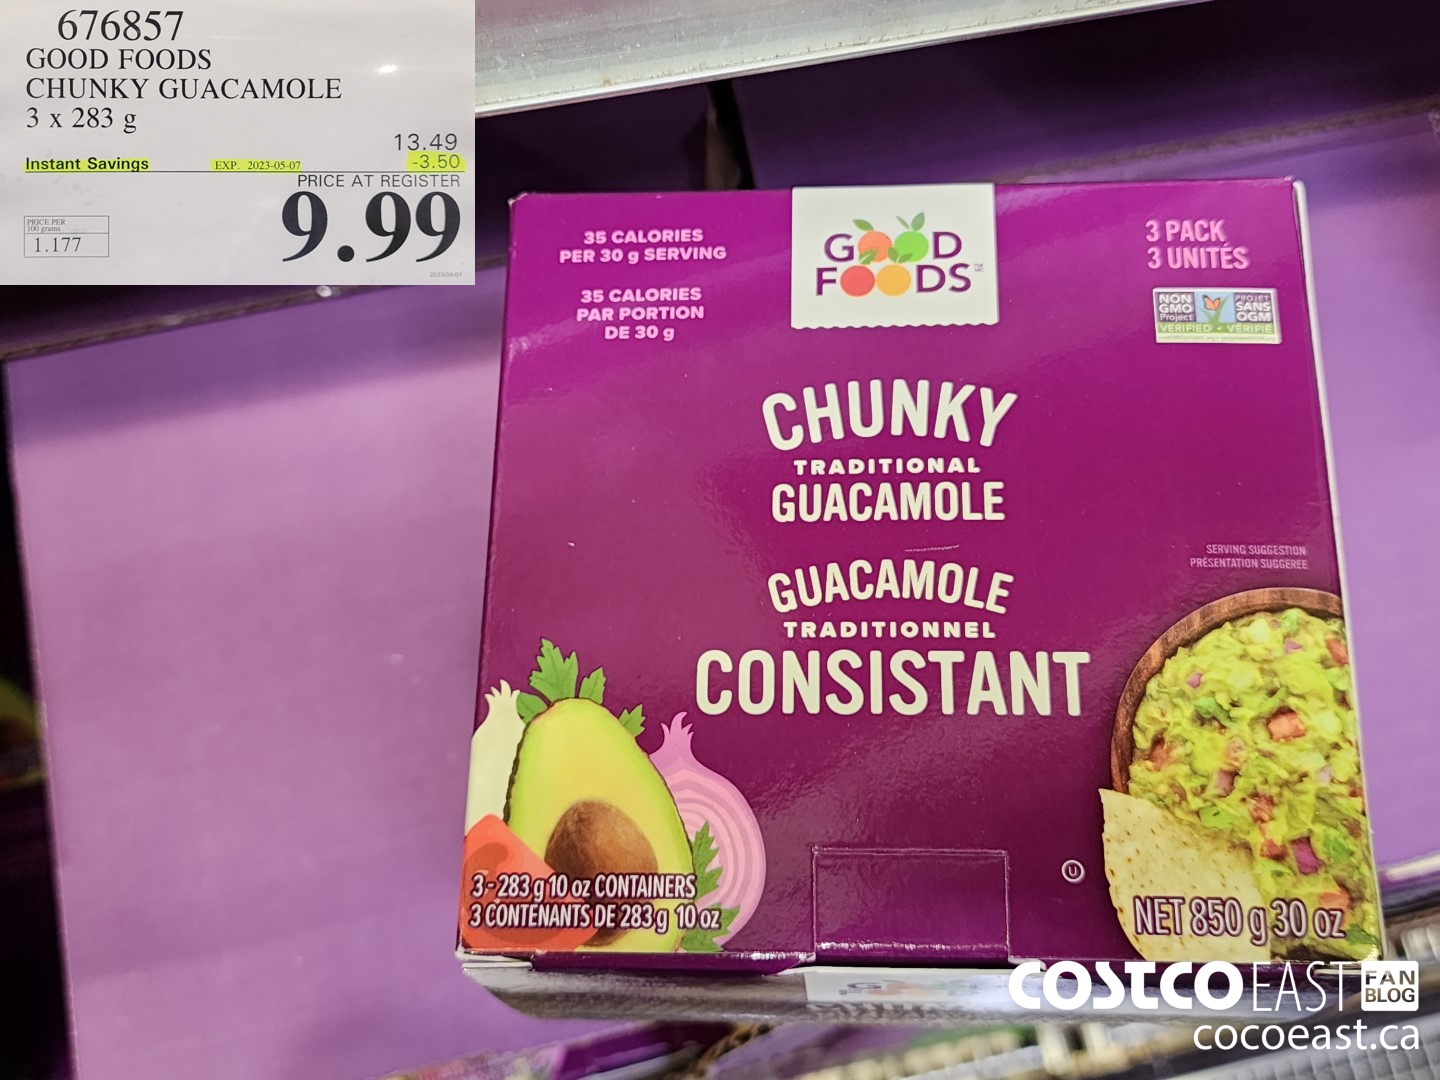 676857
GOOD FOODS
CHUNKY GUACAMOLE
3 x 283 g
13.49
Instant Savings EXP. 2023-05-07 -3.50
PRICE AT REGISTER
9.99
PRICE PER
100 grams
1.177
35 CALORIES
PER 30 g SERVING
35 CALORIES
PAR PORTION
DE 30 g
GOOD
FOODS
3 PACK
3 UNITÉS
NON
GMO
Project
VERIFIED • VÉRIFIÉ
PROJET
SANS
OGM
CHUNKY
TRADITIONAL
GUACAMOLE
GUACAMOLE
TRADITIONNEL
CONSISTANT
SERVING SUGGESTION
PRÉSENTATION SUGGÉRÉE
3-283 g 10 oz CONTAINERS
3 CONTENANTS DE 283 g 10 oz
U
NET 850 g 30 oz
COSTCO EAST FAN
BLOG
cocoeast.ca